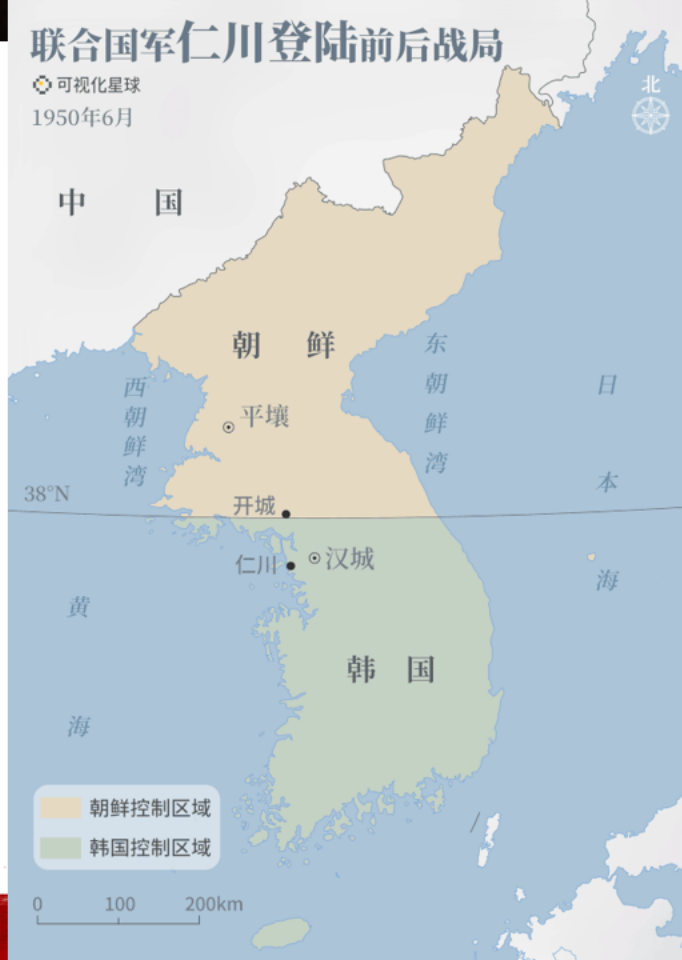 联合国军仁川登陆前后战局
可视化星球
1950年6月
北
中国
朝鲜
东朝鲜湾
西朝鲜湾
日本海
平壤
38°N
开城
仁川
汉城
黄海
韩国
朝鲜控制区域
韩国控制区域
0 100 200km